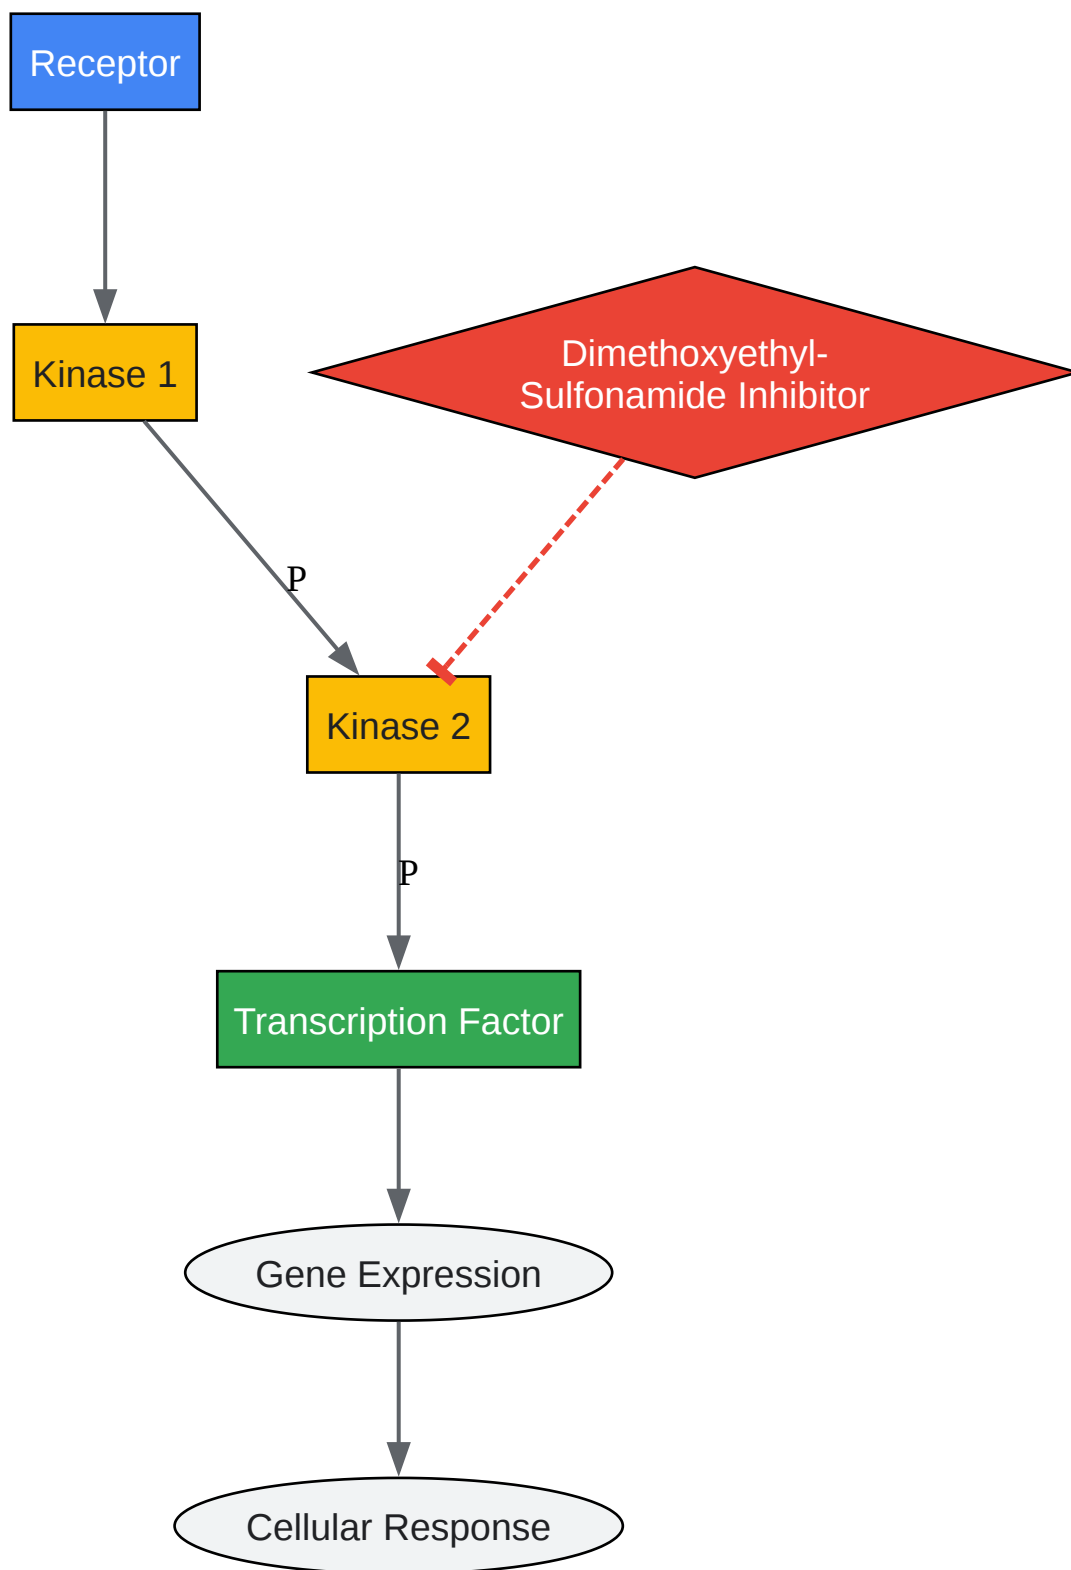 Receptor
Kinase 1
Dimethoxyethyl-
Sulfonamide Inhibitor
P
Kinase 2
P
Transcription Factor
Gene Expression
Cellular Response